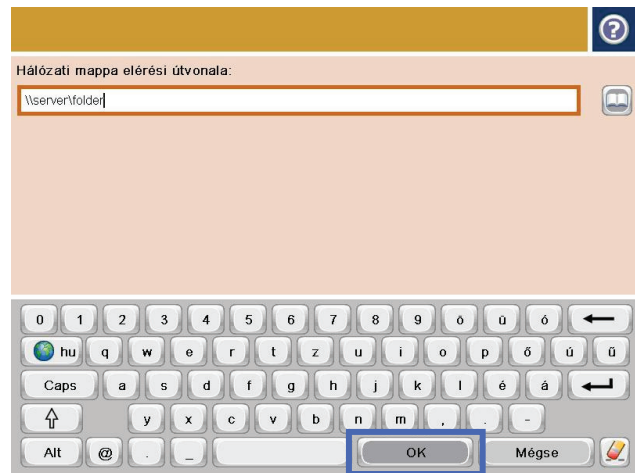 ?
Hálózati mappa elérési útvonala:
\\server\folder
0 1 2 3 4 5 6 7 8 9 ö ü ó
hu q w e r t z u i o p ő ú ű
Caps a s d f g h j k l é á
y x c v b n m , . -
Alt @ . _ OK Mégse